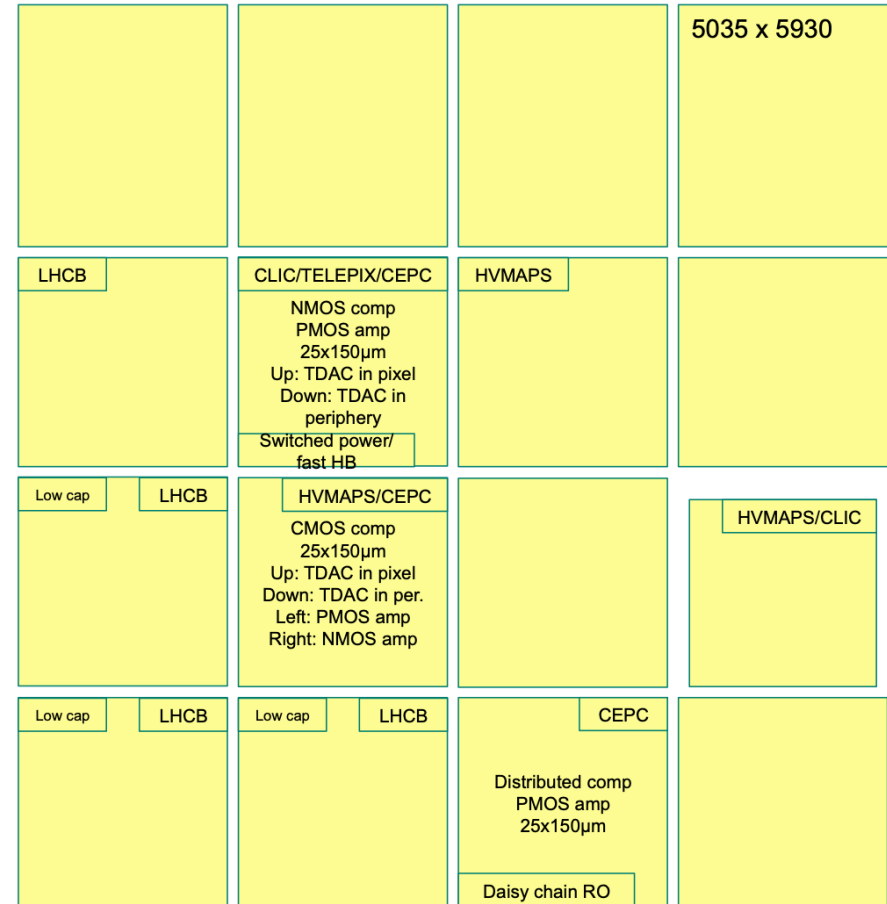 5035 x 5930
LHCB
CLIC/TELEPIX/CEPC
NMOS comp
PMOS amp
25x150µm
Up: TDAC in pixel
Down: TDAC in
periphery
Switched power/
fast HB
HVMAPS
Low cap
LHCB
HVMAPS/CEPC
CMOS comp
25x150µm
Up: TDAC in pixel
Down: TDAC in per.
Left: PMOS amp
Right: NMOS amp
HVMAPS/CLIC
Low cap
LHCB
Low cap
LHCB
CEPC
Distributed comp
PMOS amp
25x150µm
Daisy chain RO